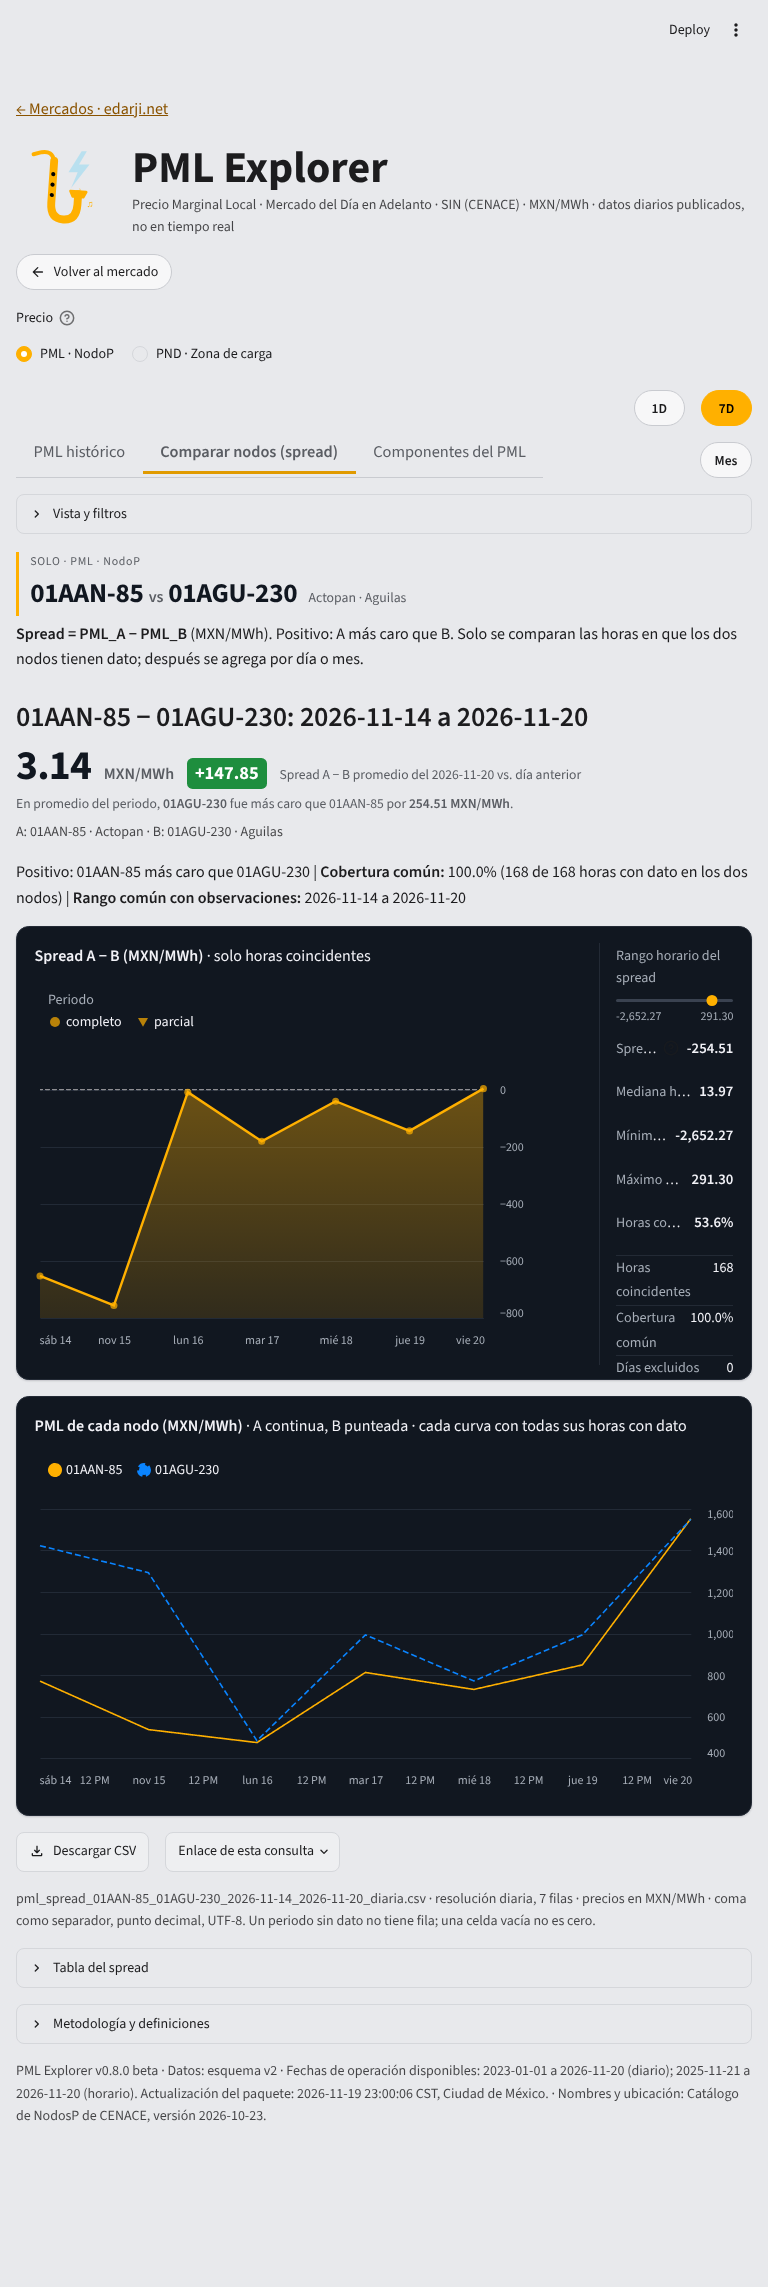 Deploy
← Mercados · edarji.net
PML Explorer
Precio Marginal Local · Mercado del Día en Adelanto · SIN (CENACE) · MXN/MWh · datos diarios publicados,
no en tiempo real
Volver al mercado
Precio
PML · NodoP
PND · Zona de carga
1D
7D
PML histórico
Comparar nodos (spread)
Componentes del PML
Mes
Vista y filtros
SOLO · PML · NodoP
01AAN-85 vs 01AGU-230 Actopan · Aguilas
Spread = PML_A − PML_B (MXN/MWh). Positivo: A más caro que B. Solo se comparan las horas en que los dos
nodos tienen dato; después se agrega por día o mes.
01AAN-85 − 01AGU-230: 2026-11-14 a 2026-11-20
3.14 MXN/MWh +147.85 Spread A − B promedio del 2026-11-20 vs. día anterior
En promedio del periodo, 01AGU-230 fue más caro que 01AAN-85 por 254.51 MXN/MWh.
A: 01AAN-85 · Actopan · B: 01AGU-230 · Aguilas
Positivo: 01AAN-85 más caro que 01AGU-230 | Cobertura común: 100.0% (168 de 168 horas con dato en los dos
nodos) | Rango común con observaciones: 2026-11-14 a 2026-11-20
Spread A − B (MXN/MWh) · solo horas coincidentes
Periodo
completo parcial
0
−200
−400
−600
−800
sáb 14 nov 15 lun 16 mar 17 mié 18 jue 19 vie 20
Rango horario del
spread
-2,652.27 291.30
Spre… -254.51
Mediana h… 13.97
Mínim… -2,652.27
Máximo … 291.30
Horas co… 53.6%
Horas 168
coincidentes
Cobertura 100.0%
común
Días excluidos 0
PML de cada nodo (MXN/MWh) · A continua, B punteada · cada curva con todas sus horas con dato
01AAN-85 01AGU-230
1,600
1,400
1,200
1,000
800
600
400
sáb 14 12 PM nov 15 12 PM lun 16 12 PM mar 17 12 PM mié 18 12 PM jue 19 12 PM vie 20
Descargar CSV
Enlace de esta consulta
pml_spread_01AAN-85_01AGU-230_2026-11-14_2026-11-20_diaria.csv · resolución diaria, 7 filas · precios en MXN/MWh · coma
como separador, punto decimal, UTF-8. Un periodo sin dato no tiene fila; una celda vacía no es cero.
Tabla del spread
Metodología y definiciones
PML Explorer v0.8.0 beta · Datos: esquema v2 · Fechas de operación disponibles: 2023-01-01 a 2026-11-20 (diario); 2025-11-21 a
2026-11-20 (horario). Actualización del paquete: 2026-11-19 23:00:06 CST, Ciudad de México. · Nombres y ubicación: Catálogo
de NodosP de CENACE, versión 2026-10-23.